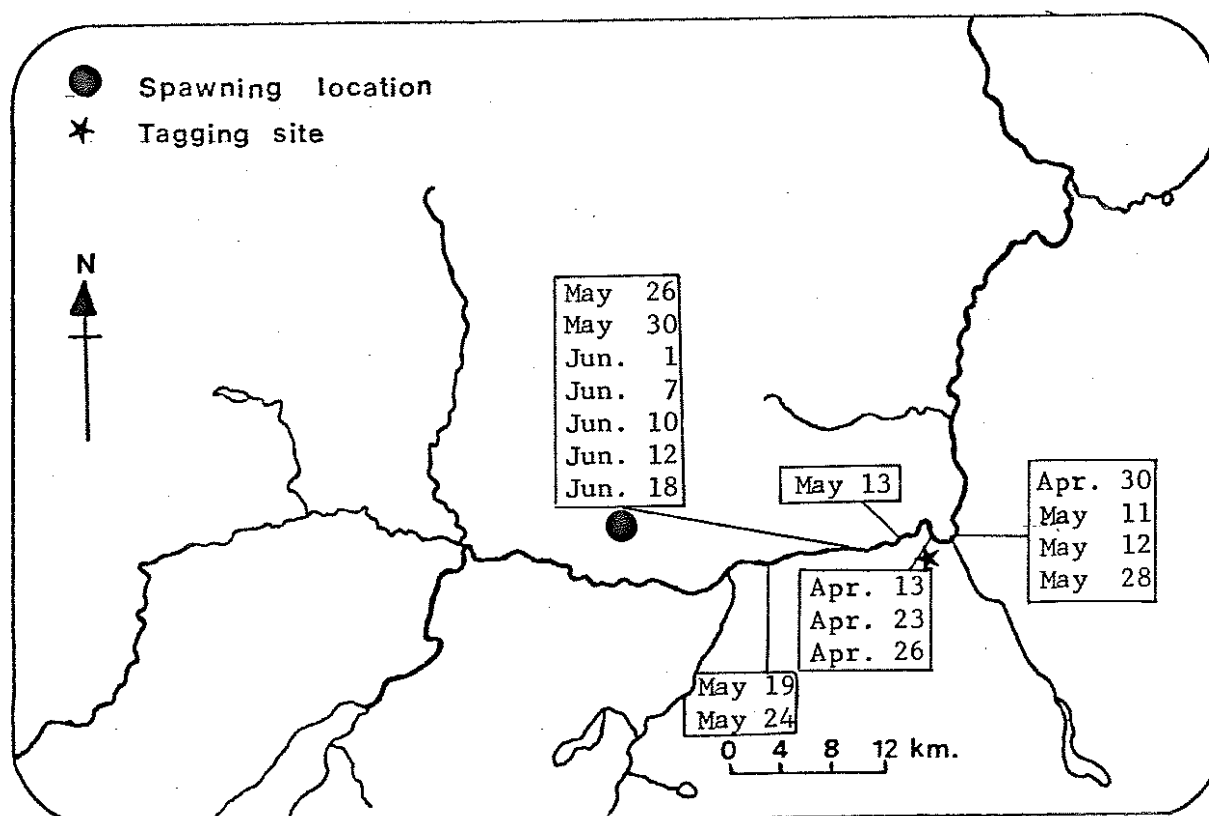 Spawning location
Tagging site
N
May 26
May 30
Jun. 1
Jun. 7
Jun. 10
Jun. 12
Jun. 18
May 13
Apr. 30
May 11
May 12
May 28
Apr. 13
Apr. 23
Apr. 26
May 19
May 24
0 4 8 12 km.